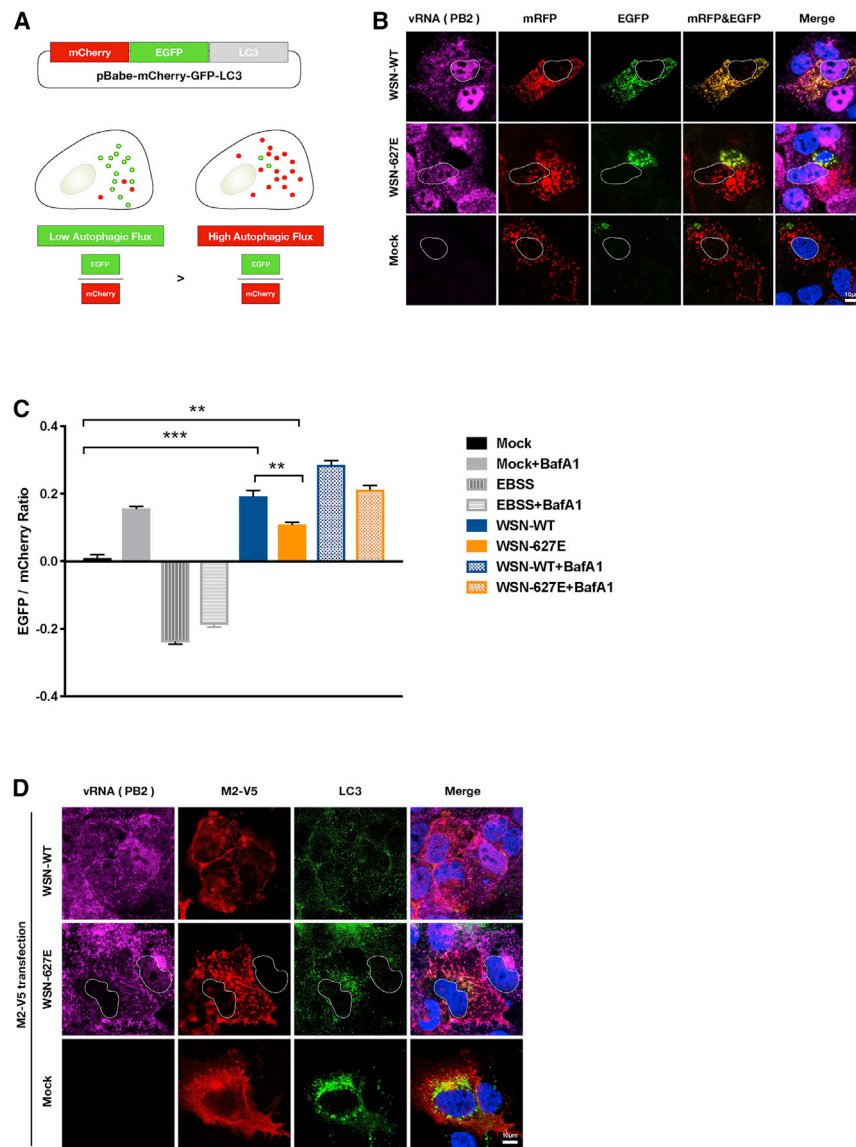 A
mCherry EGFP LC3
pBabe-mCherry-GFP-LC3
Low Autophagic Flux High Autophagic Flux
EGFP > EGFP
mCherry mCherry
B
vRNA ( PB2 ) mRFP EGFP mRFP&EGFP Merge
WSN-WT
WSN-627E
Mock
C
EGFP / mCherry Ratio
0.4
0.2
0.0
-0.2
-0.4
**
***
**
Mock
Mock+BafA1
EBSS
EBSS+BafA1
WSN-WT
WSN-627E
WSN-WT+BafA1
WSN-627E+BafA1
D
vRNA ( PB2 ) M2-V5 LC3 Merge
M2-V5 transfection
WSN-WT
WSN-627E
Mock
10µm